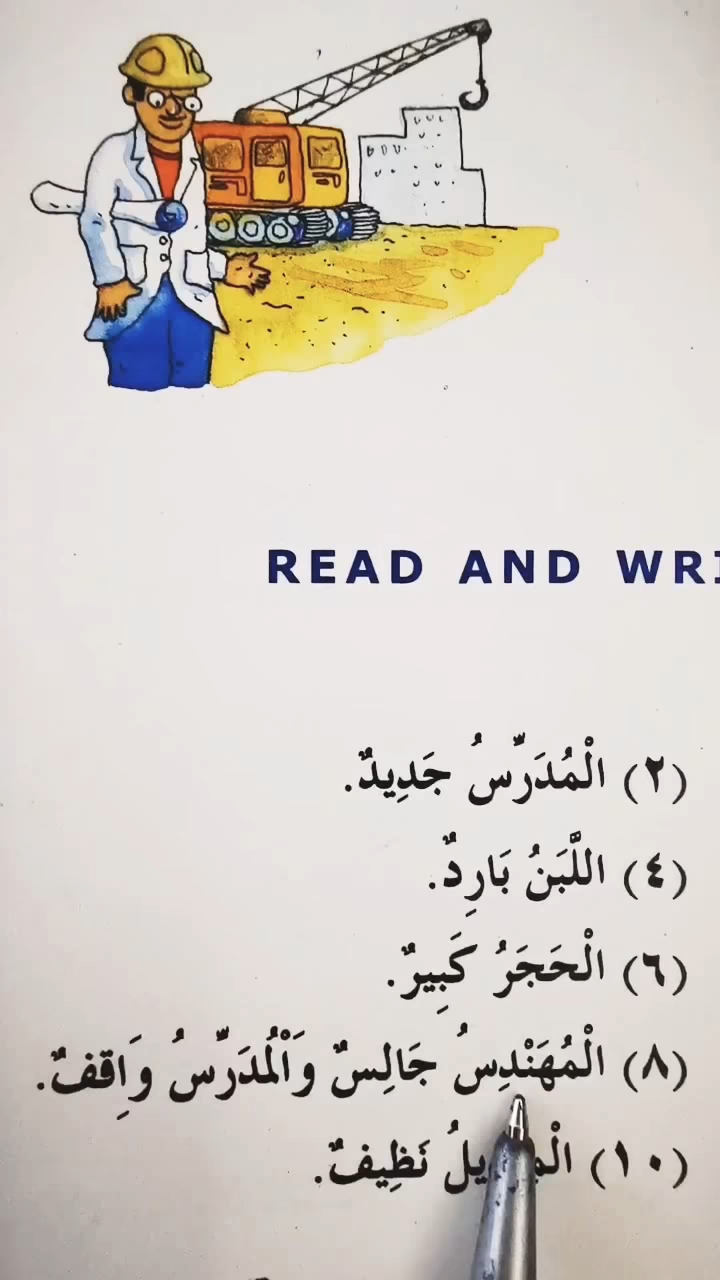 READ AND WRI
(٢) الْمُدَرِّسُ جَدِيدٌ.
(٤) اللَّبَنُ بَارِدٌ.
(٦) الْحَجَرُ كَبِيرٌ.
(٨) الْمُهَنْدِسُ جَالِسٌ وَالْمُدَرِّسُ وَاقِفٌ.
(١٠) نَظِيفٌ.